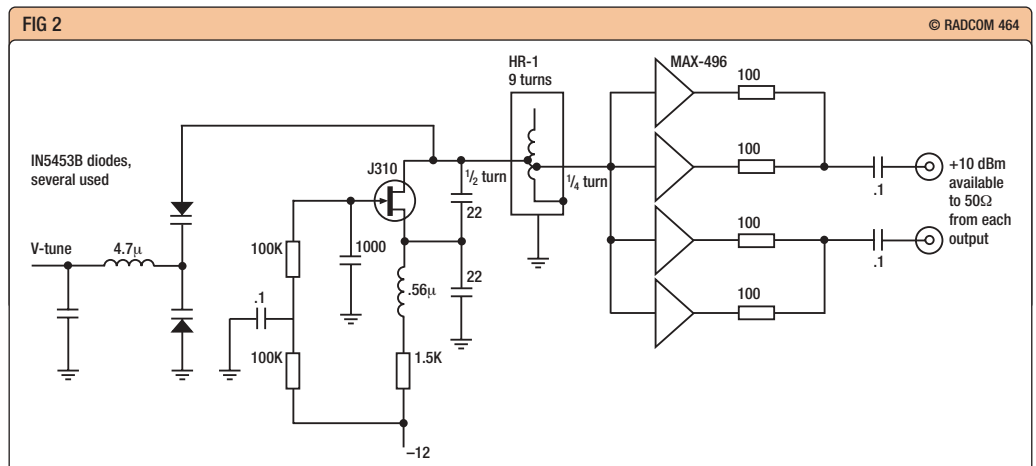 FIG 2
© RADCOM 464
HR-1
9 turns
MAX-496
100
IN5453B diodes,
several used
J310
1/2 turn
1/4 turn
100
+10 dBm
available
to 50Ω
from each
output
.1
22
V-tune
4.7μ
100K
1000
100
.1
.56μ
22
.1
100
100K
1.5K
–12